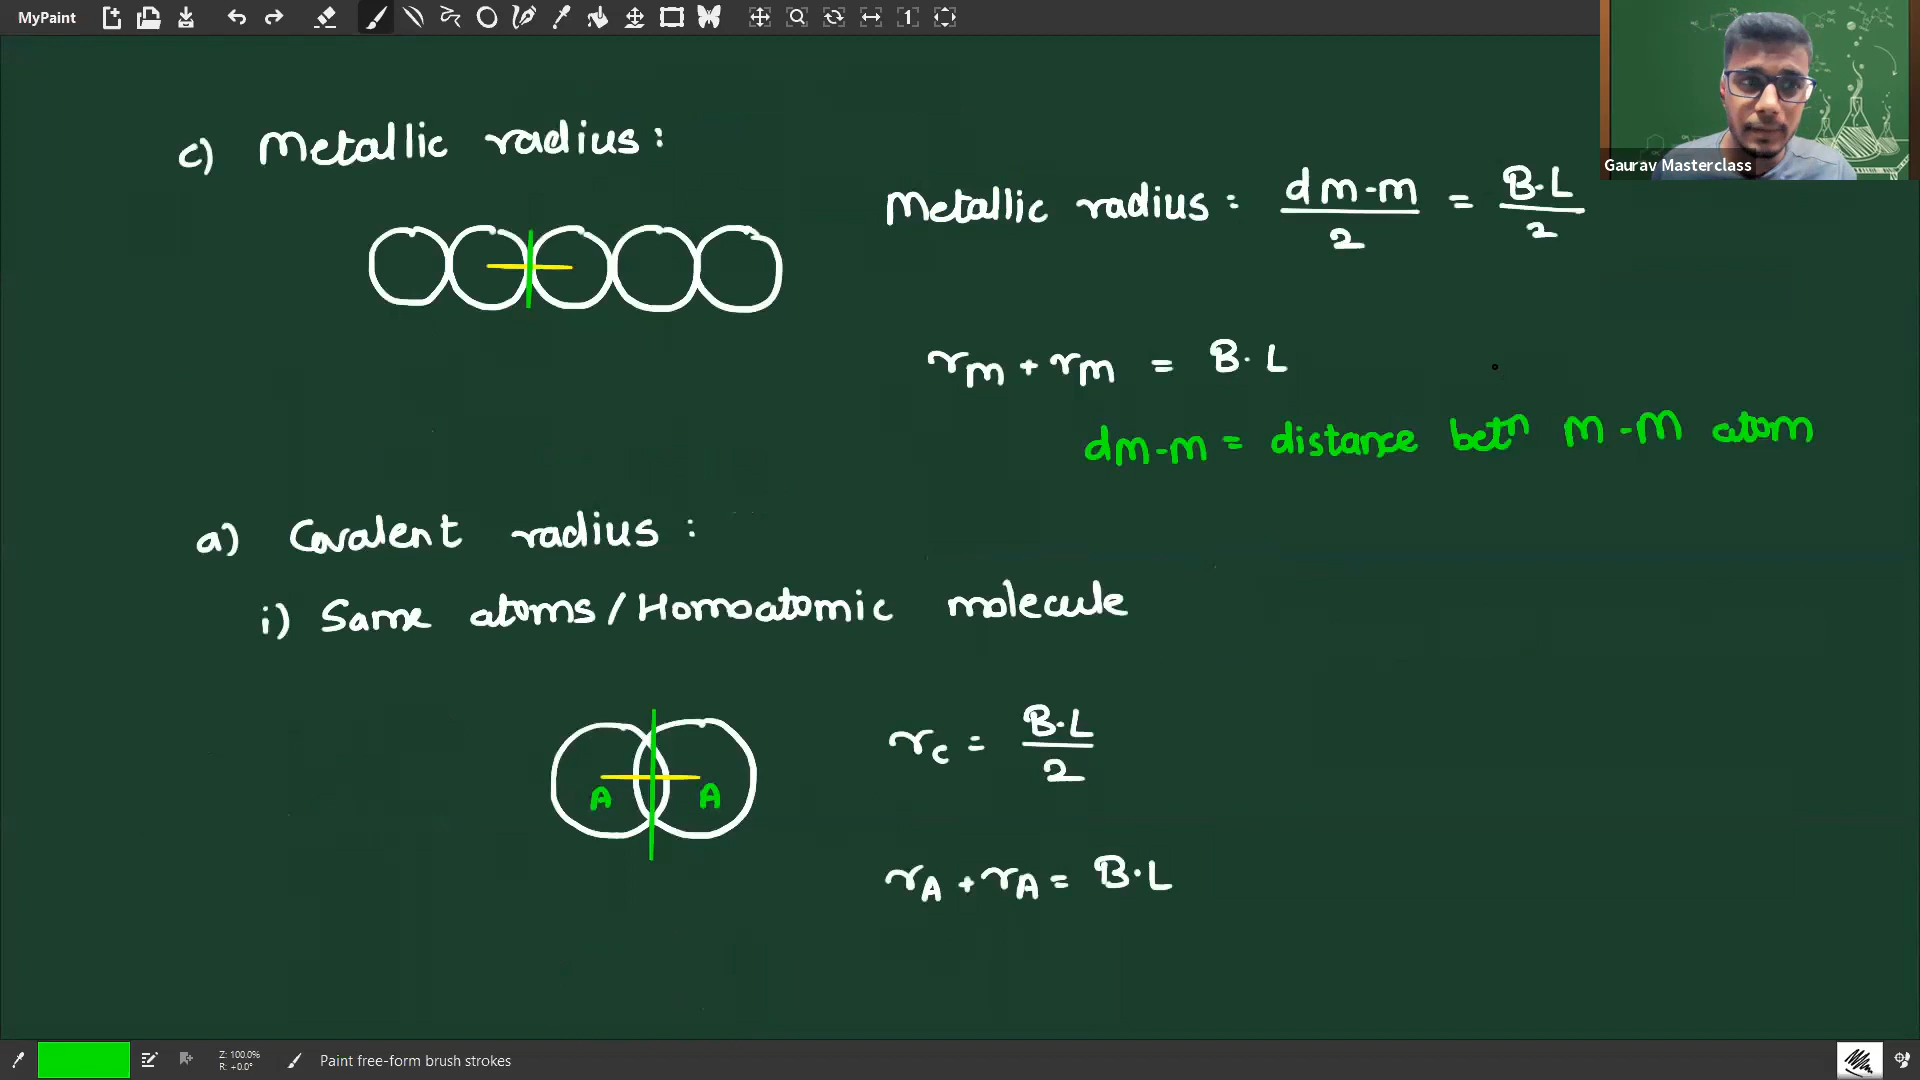 MyPaint
Gaurav Masterclass
c) Metallic radius :
Metallic radius = dm-m/2 = B.L/2
rm + rm = B.L
dm-m = distance betn M-M atom
a) Covalent radius :
i) Same atoms / Homoatomic molecule
A A
rc = B.L/2
rA + rA = B.L
Z: 100.0%
R: +0.0°
Paint free-form brush strokes